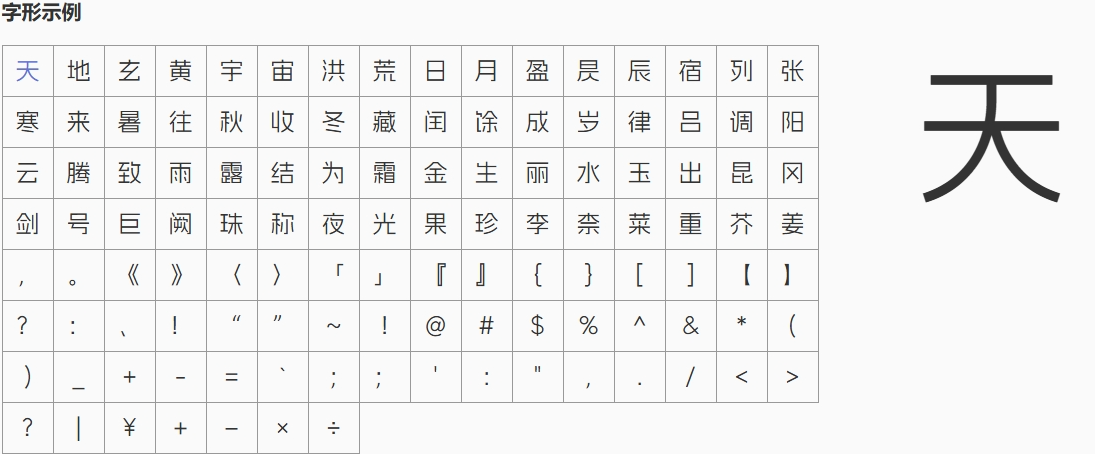 字形示例
天 地 玄 黄 宇 宙 洪 荒 日 月 盈 昃 辰 宿 列 张
寒 来 暑 往 秋 收 冬 藏 闰 馀 成 岁 律 吕 调 阳
云 腾 致 雨 露 结 为 霜 金 生 丽 水 玉 出 昆 冈
剑 号 巨 阙 珠 称 夜 光 果 珍 李 柰 菜 重 芥 姜
, 。 《 》 〈 〉 「 」 『 』 { } [ ] 【 】
? : 、 ! “ ” ~ ! @ # $ % ^ & * (
) _ + - = ` ; ; ' : " , . / < >
? | ¥ + − × ÷
天